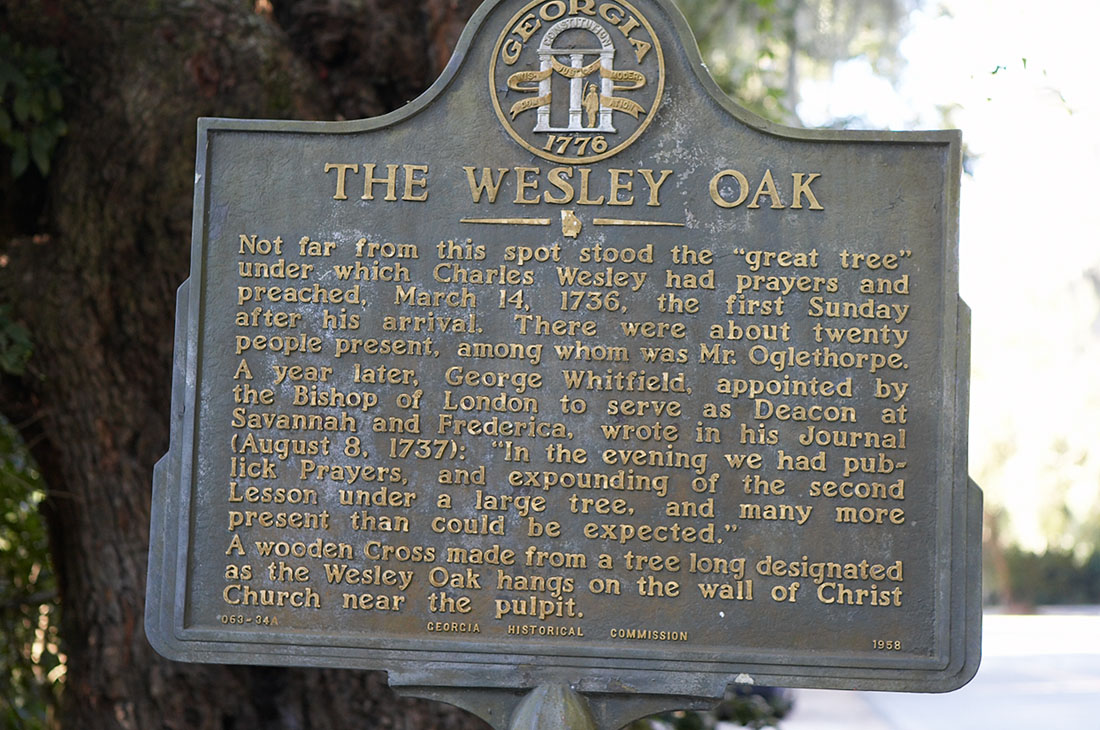 GEORGIA
CONSTITUTION
1776
THE WESLEY OAK
Not far from this spot stood the “great tree”
under which Charles Wesley had prayers and
preached, March 14, 1736, the first Sunday
after his arrival. There were about twenty
people present, among whom was Mr. Oglethorpe.
A year later, George Whitfield, appointed by
the Bishop of London to serve as Deacon at
Savannah and Frederica, wrote in his Journal
(August 8, 1737): “In the evening we had pub-
lick Prayers, and expounding of the second
Lesson under a large tree, and many more
present than could be expected.”
A wooden Cross made from a tree long designated
as the Wesley Oak hangs on the wall of Christ
Church near the pulpit.
063-34A
GEORGIA HISTORICAL COMMISSION
1958